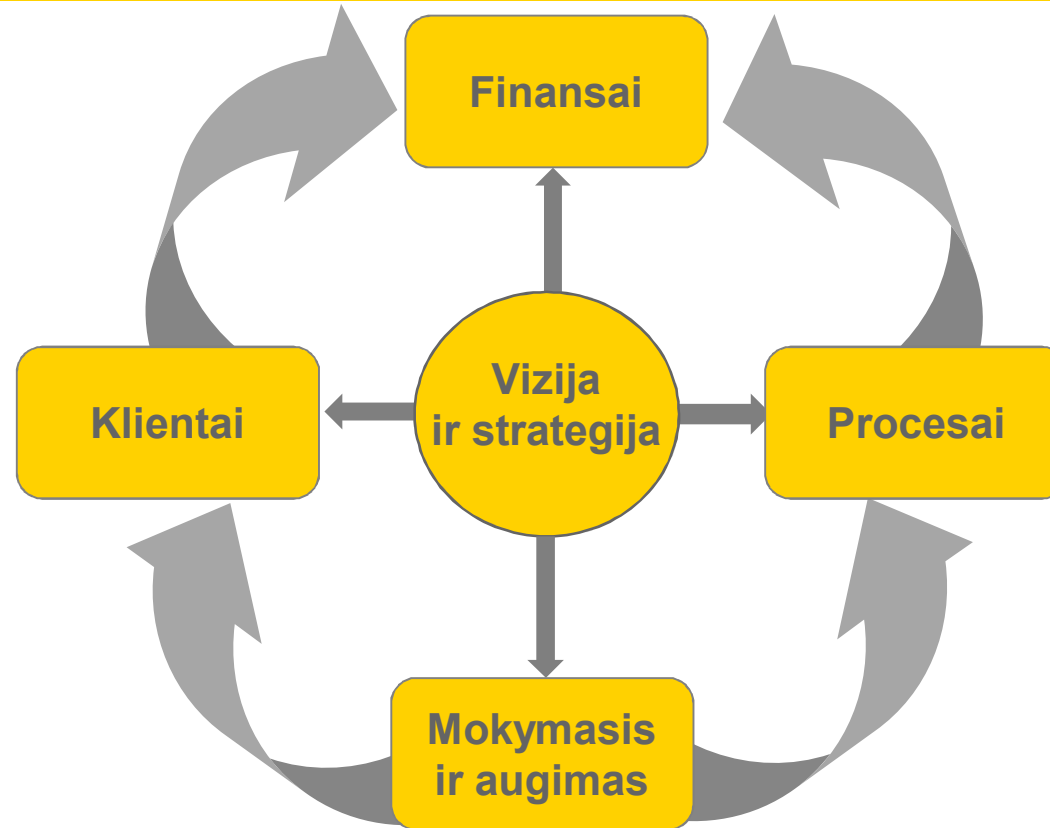 Finansai
Klientai
Vizija
ir strategija
Procesai
Mokymasis
ir augimas